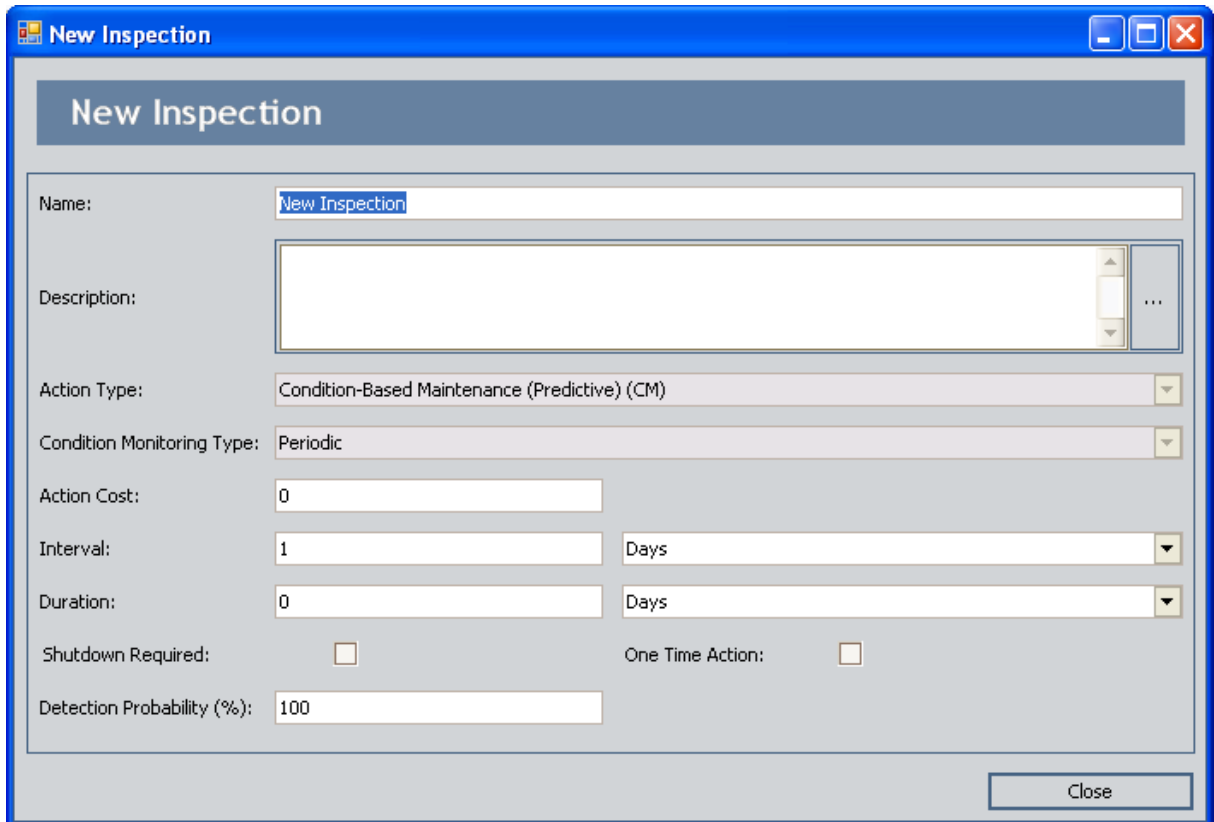 New Inspection
New Inspection
Name: New Inspection
Description: ...
Action Type: Condition-Based Maintenance (Predictive) (CM)
Condition Monitoring Type: Periodic
Action Cost: 0
Interval: 1 Days
Duration: 0 Days
Shutdown Required: One Time Action:
Detection Probability (%): 100
Close